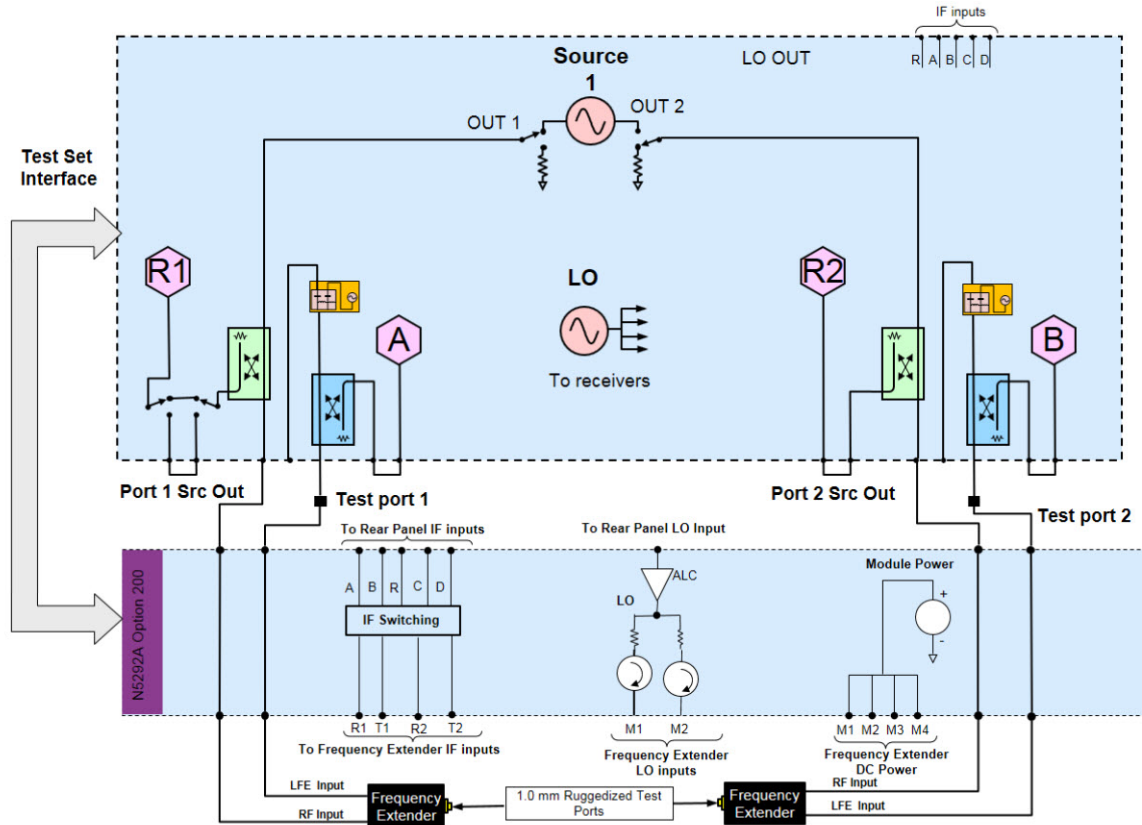 IF inputs
R A B C D
Source
1
LO OUT
OUT 1
OUT 2
Test Set
Interface
R1
A
LO
To receivers
R2
B
Port 1 Src Out
Test port 1
Port 2 Src Out
Test port 2
N5292A Option 200
To Rear Panel IF inputs
A B R C D
IF Switching
R1 T1 R2 T2
To Frequency Extender IF inputs
To Rear Panel LO Input
ALC
LO
M1 M2
Frequency Extender
LO inputs
Module Power
+
-
M1 M2 M3 M4
Frequency Extender
DC Power
LFE Input
RF Input
Frequency
Extender
1.0 mm Ruggedized Test
Ports
Frequency
Extender
RF Input
LFE Input